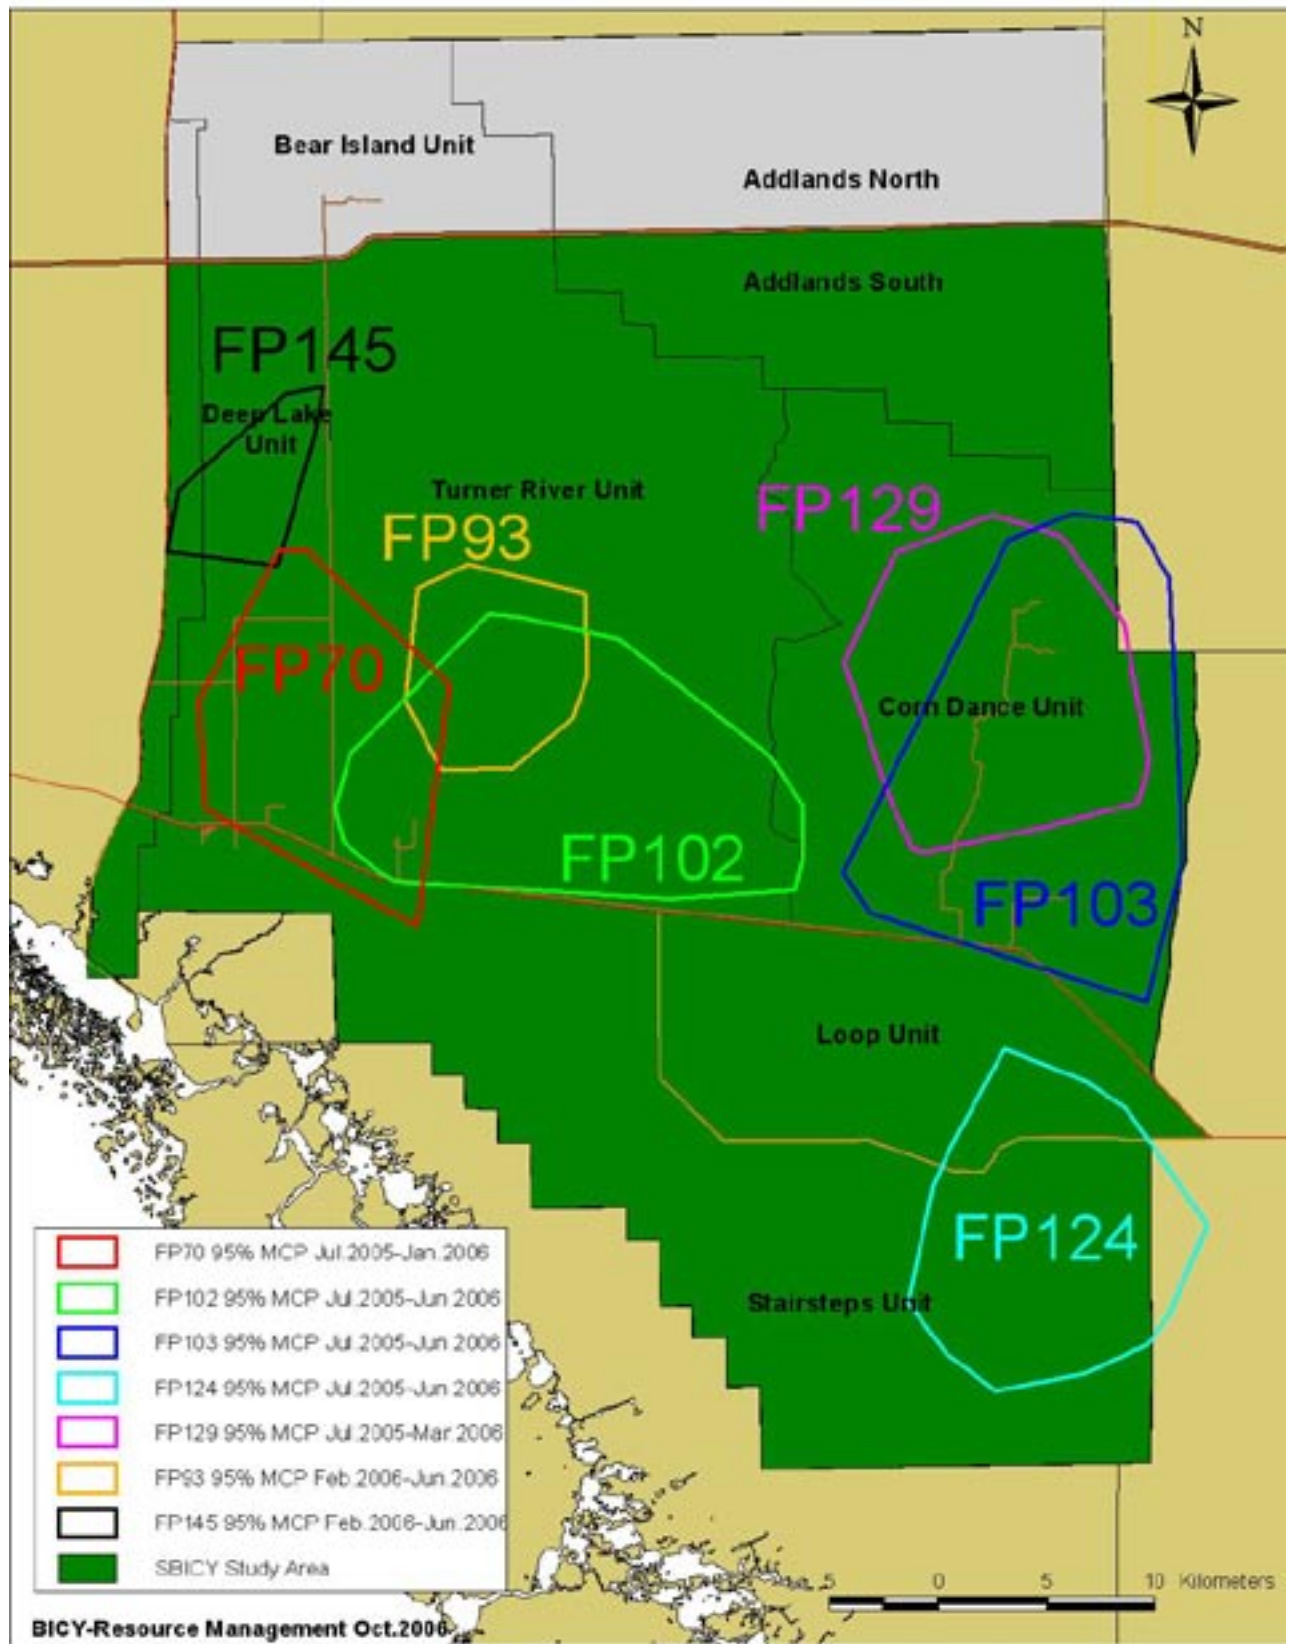 N
Bear Island Unit
Addlands North
Addlands South
FP145
Deep Lake
Unit
Turner River Unit
FP129
FP93
FP70
Corn Dance Unit
FP102
FP103
Loop Unit
FP124
Stairsteps Unit
FP70 95% MCP Jul.2005-Jan.2006
FP102 95% MCP Jul.2005-Jun.2006
FP103 95% MCP Jul.2005-Jun.2006
FP124 95% MCP Jul.2005-Jun.2006
FP129 95% MCP Jul.2005-Mar.2006
FP93 95% MCP Feb.2006-Jun.2006
FP145 95% MCP Feb.2006-Jun.2006
SBICY Study Area
5 0 5 10 Kilometers
BICY-Resource Management Oct.2006